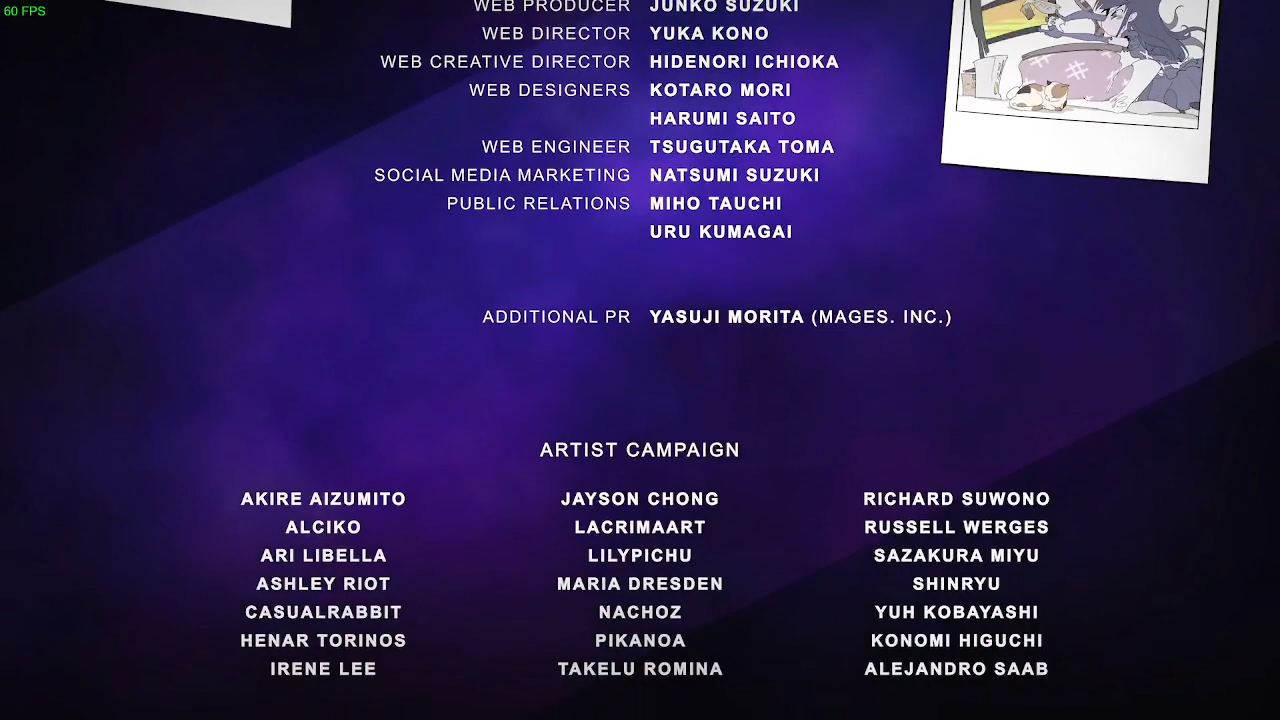 60 FPS
WEB PRODUCER JUNKO SUZUKI
WEB DIRECTOR YUKA KONO
WEB CREATIVE DIRECTOR HIDENORI ICHIOKA
WEB DESIGNERS KOTARO MORI
HARUMI SAITO
WEB ENGINEER TSUGUTAKA TOMA
SOCIAL MEDIA MARKETING NATSUMI SUZUKI
PUBLIC RELATIONS MIHO TAUCHI
URU KUMAGAI
ADDITIONAL PR YASUJI MORITA (MAGES. INC.)
ARTIST CAMPAIGN
AKIRE AIZUMITO JAYSON CHONG RICHARD SUWONO
ALCIKO LACRIMAART RUSSELL WERGES
ARI LIBELLA LILYPICHU SAZAKURA MIYU
ASHLEY RIOT MARIA DRESDEN SHINRYU
CASUALRABBIT NACHOZ YUH KOBAYASHI
HENAR TORINOS PIKANOA KONOMI HIGUCHI
IRENE LEE TAKELU ROMINA ALEJANDRO SAAB